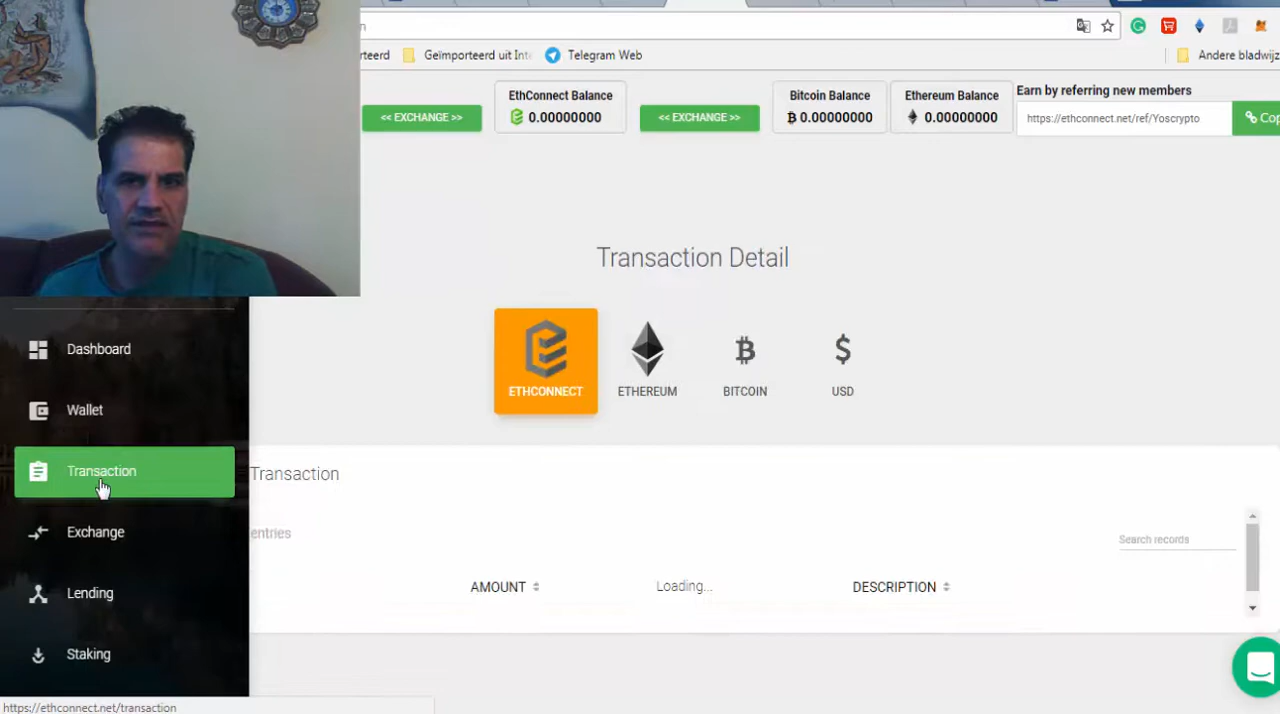 n
rteerd
Geïmporteerd uit Int
Telegram Web
Andere bladwijz
EthConnect Balance
0.00000000
<< EXCHANGE >>
<< EXCHANGE >>
Bitcoin Balance
0.00000000
Ethereum Balance
0.00000000
Earn by referring new members
https://ethconnect.net/ref/Yoscrypto
Cop
Transaction Detail
ETHCONNECT
ETHEREUM
BITCOIN
$
USD
Dashboard
Wallet
Transaction
Exchange
Lending
Staking
Transaction
entries
Search records
AMOUNT
Loading...
DESCRIPTION
https://ethconnect.net/transaction